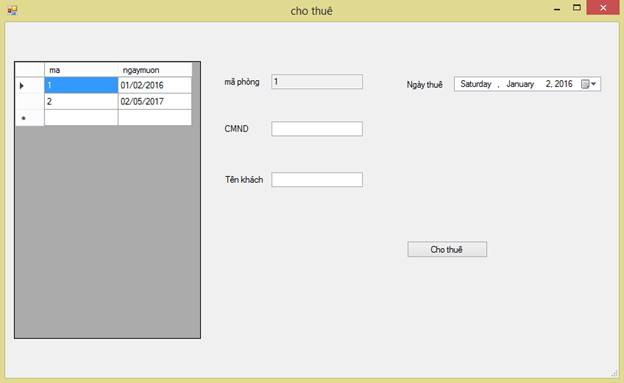 cho thuê
ma ngaymuon
1 01/02/2016
2 02/05/2017
mã phòng 1
CMND
Tên khách
Ngày thuê Saturday , January 2, 2016
Cho thuê